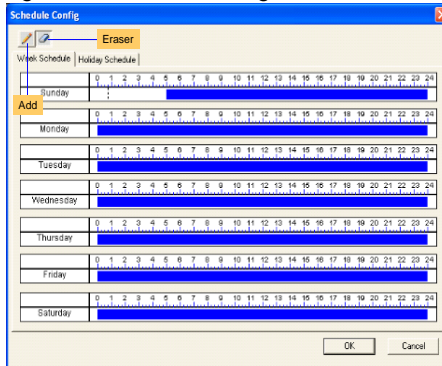 Schedule Config
Eraser
Week Schedule Holiday Schedule
Add
0 1 2 3 4 5 6 7 8 9 10 11 12 13 14 15 16 17 18 19 20 21 22 23 24
Sunday
0 1 2 3 4 5 6 7 8 9 10 11 12 13 14 15 16 17 18 19 20 21 22 23 24
Monday
0 1 2 3 4 5 6 7 8 9 10 11 12 13 14 15 16 17 18 19 20 21 22 23 24
Tuesday
0 1 2 3 4 5 6 7 8 9 10 11 12 13 14 15 16 17 18 19 20 21 22 23 24
Wednesday
0 1 2 3 4 5 6 7 8 9 10 11 12 13 14 15 16 17 18 19 20 21 22 23 24
Thursday
0 1 2 3 4 5 6 7 8 9 10 11 12 13 14 15 16 17 18 19 20 21 22 23 24
Friday
0 1 2 3 4 5 6 7 8 9 10 11 12 13 14 15 16 17 18 19 20 21 22 23 24
Saturday
OK Cancel